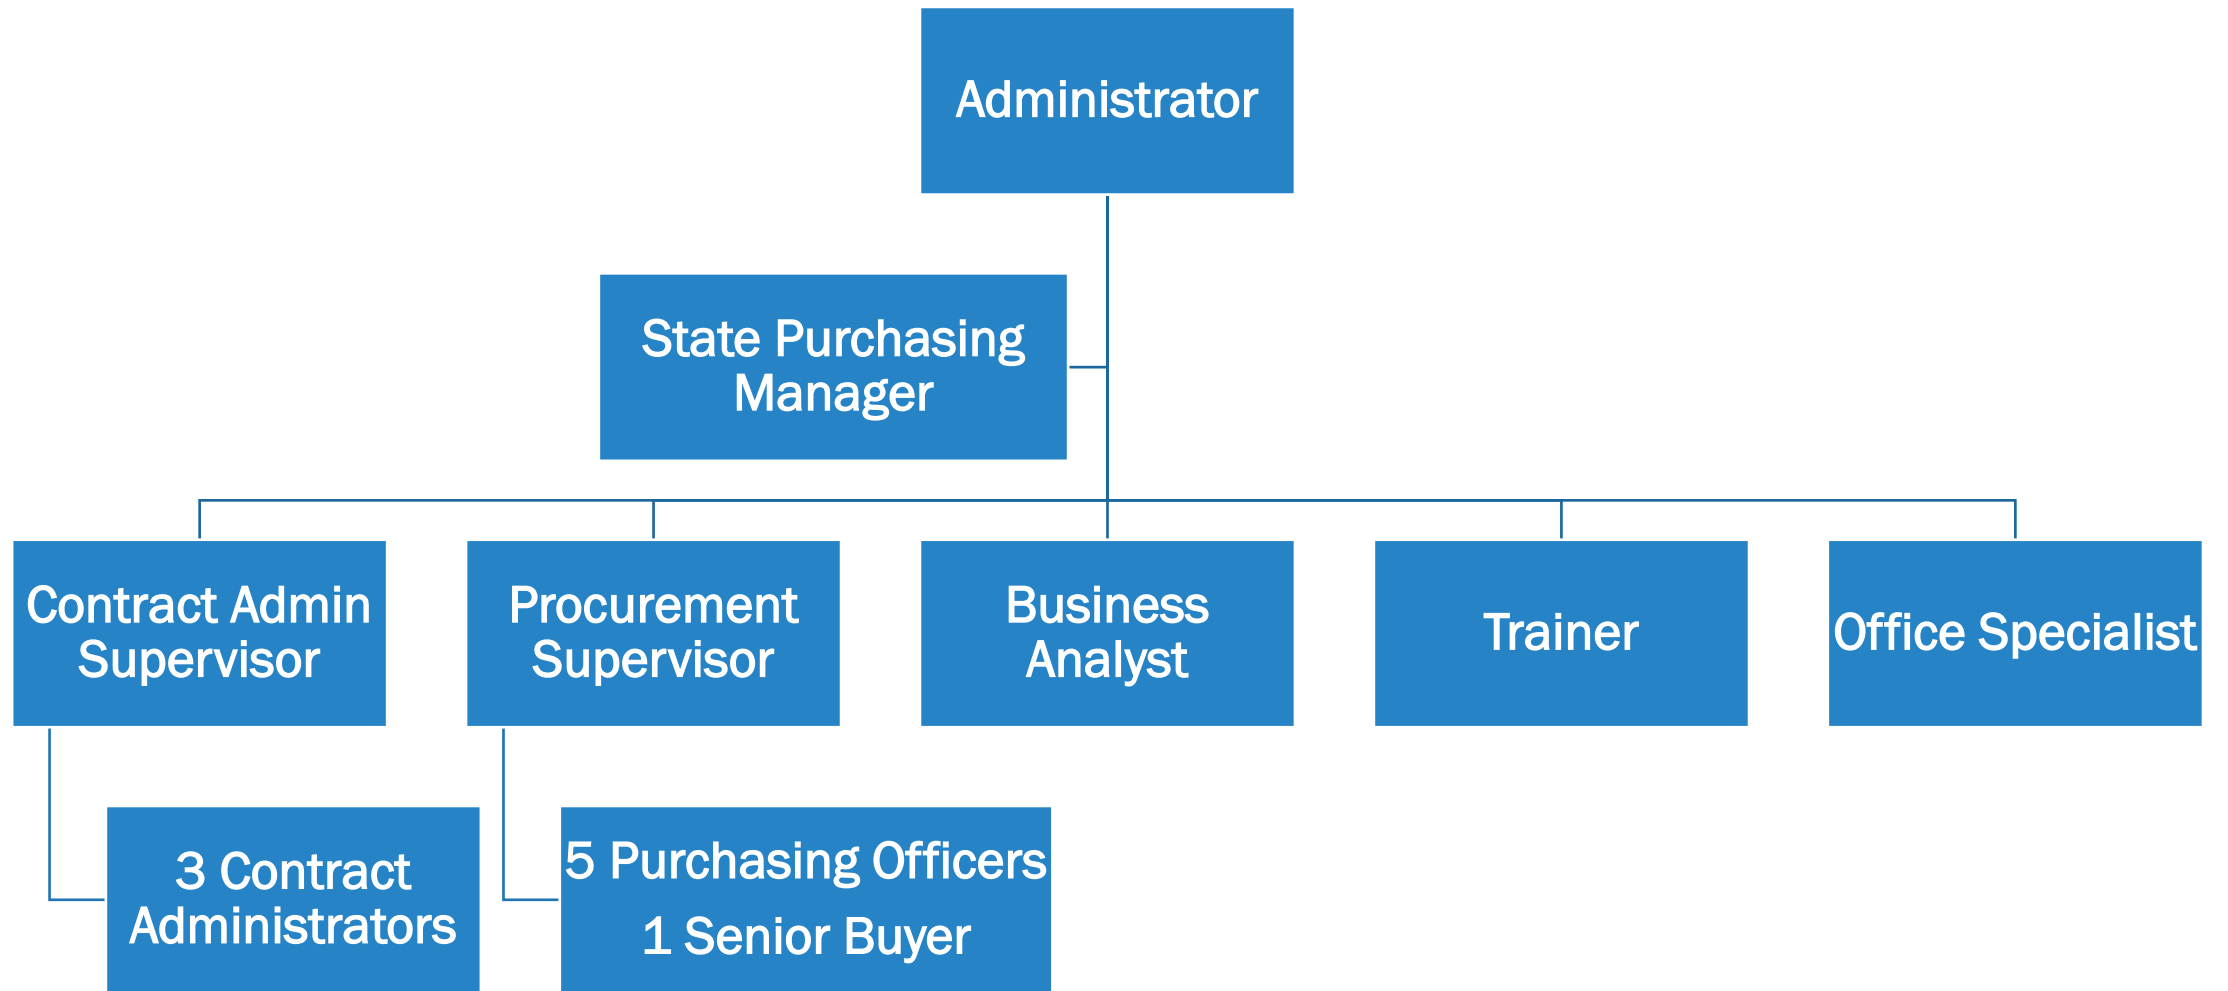 Administrator
State Purchasing
Manager
Contract Admin
Supervisor
Procurement
Supervisor
Business
Analyst
Trainer
Office Specialist
3 Contract
Administrators
5 Purchasing Officers
1 Senior Buyer